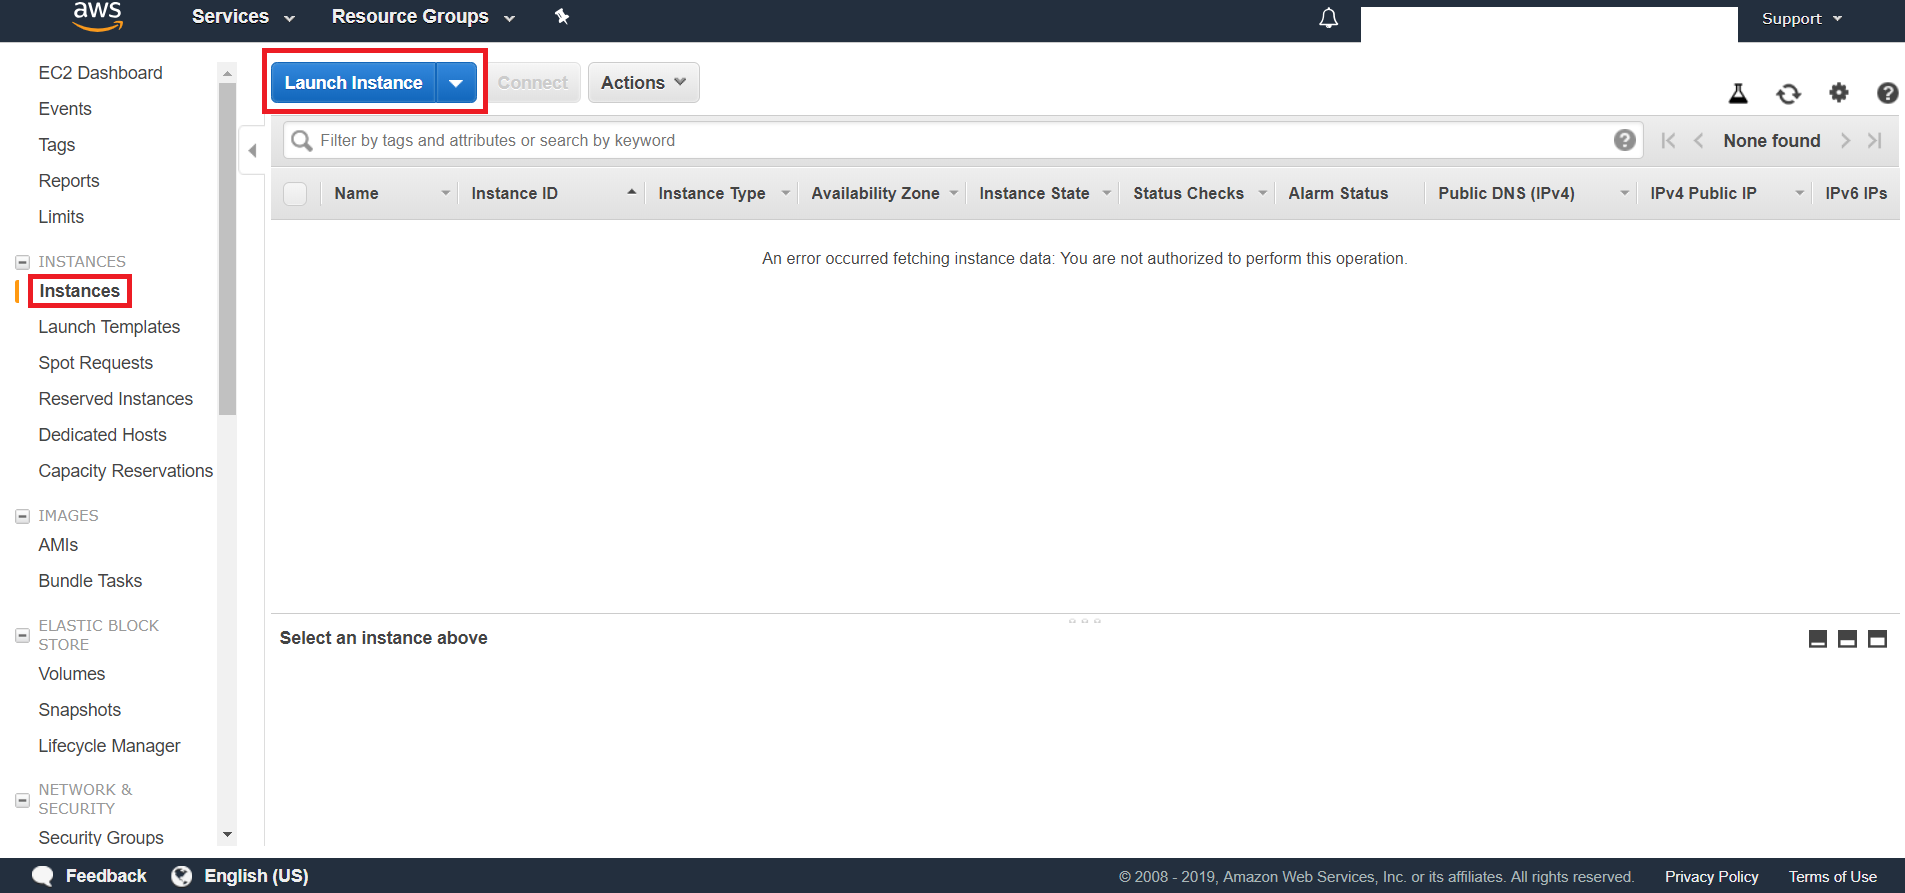 aws
Services
Resource Groups
Support
EC2 Dashboard
Events
Tags
Reports
Limits
INSTANCES
Instances
Launch Templates
Spot Requests
Reserved Instances
Dedicated Hosts
Capacity Reservations
IMAGES
AMIs
Bundle Tasks
ELASTIC BLOCK
STORE
Volumes
Snapshots
Lifecycle Manager
NETWORK &
SECURITY
Security Groups
Launch Instance
Connect
Actions
Filter by tags and attributes or search by keyword
None found
Name
Instance ID
Instance Type
Availability Zone
Instance State
Status Checks
Alarm Status
Public DNS (IPv4)
IPv4 Public IP
IPv6 IPs
An error occurred fetching instance data: You are not authorized to perform this operation.
Select an instance above
Feedback
English (US)
© 2008 - 2019, Amazon Web Services, Inc. or its affiliates. All rights reserved.
Privacy Policy
Terms of Use